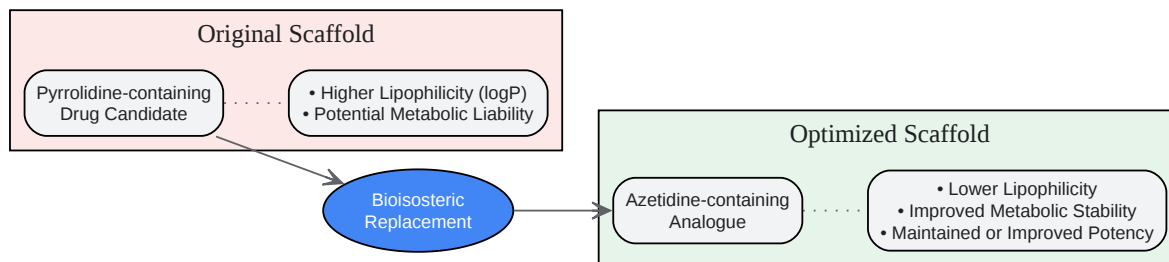 Original Scaffold
Pyrrolidine-containing
Drug Candidate
• Higher Lipophilicity (logP)
• Potential Metabolic Liability
Bioisosteric
Replacement
Optimized Scaffold
Azetidine-containing
Analogue
• Lower Lipophilicity
• Improved Metabolic Stability
• Maintained or Improved Potency